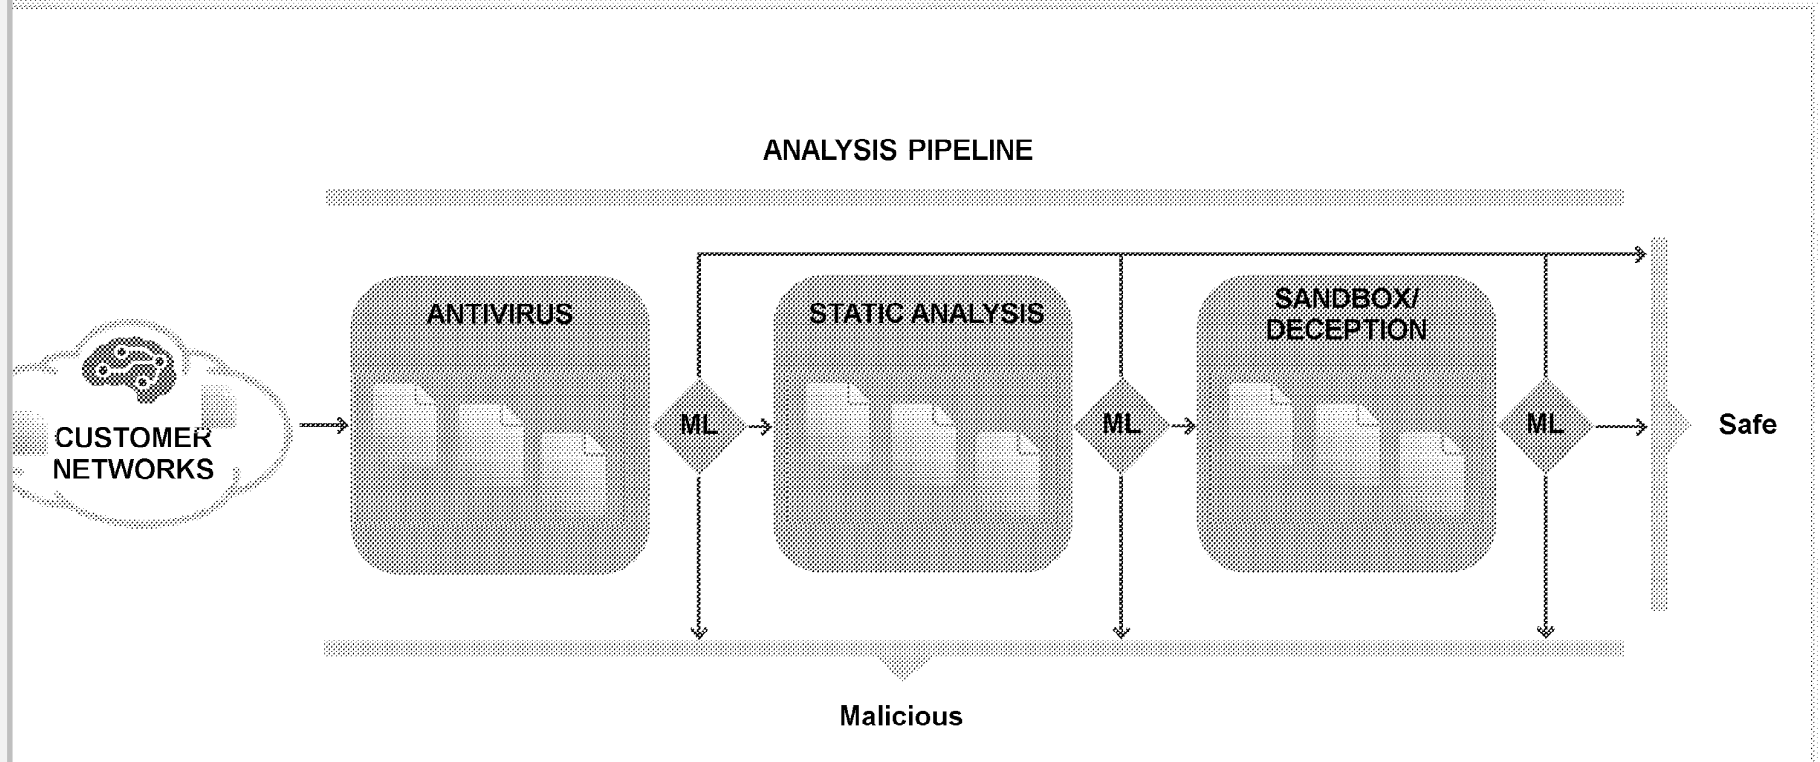 ANALYSIS PIPELINE
ANTIVIRUS
STATIC ANALYSIS
SANDBOX/
DECEPTION
CUSTOMER
NETWORKS
ML
ML
ML
Safe
Malicious